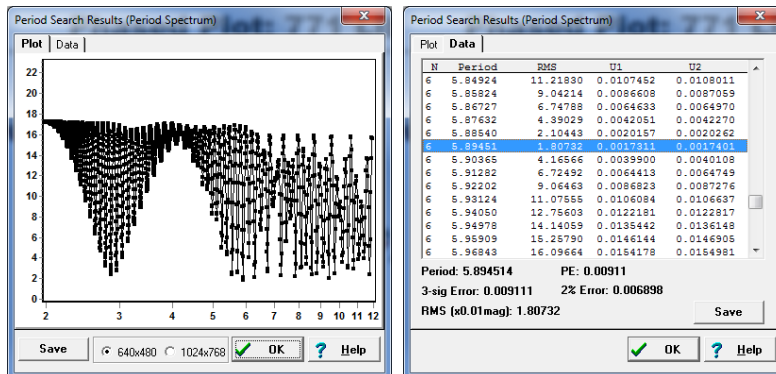 Period Search Results (Period Spectrum)
Plot Data
22
20
18
16
14
12
10
8
6
4
2
0
2 3 4 5 6 7 8 9 10 11 12
Save 640x480 1024x768 OK ? Help
Period Search Results (Period Spectrum)
Plot Data
N Period RMS U1 U2
6 5.84924 11.21830 0.0107452 0.0108011
6 5.85824 9.04214 0.0086608 0.0087059
6 5.86727 6.74788 0.0064633 0.0064970
6 5.87632 4.39029 0.0042051 0.0042270
6 5.88540 2.10443 0.0020157 0.0020262
6 5.89451 1.80732 0.0017311 0.0017401
6 5.90365 4.16566 0.0039900 0.0040108
6 5.91282 6.72492 0.0064413 0.0064749
6 5.92202 9.06463 0.0086823 0.0087276
6 5.93124 11.07555 0.0106084 0.0106637
6 5.94050 12.75603 0.0122181 0.0122817
6 5.94978 14.14059 0.0135442 0.0136148
6 5.95909 15.25790 0.0146144 0.0146905
6 5.96843 16.09664 0.0154178 0.0154981
Period: 5.894514 PE: 0.00911
3-sig Error: 0.009111 2% Error: 0.006898
RMS (x0.01mag): 1.80732 Save
OK ? Help